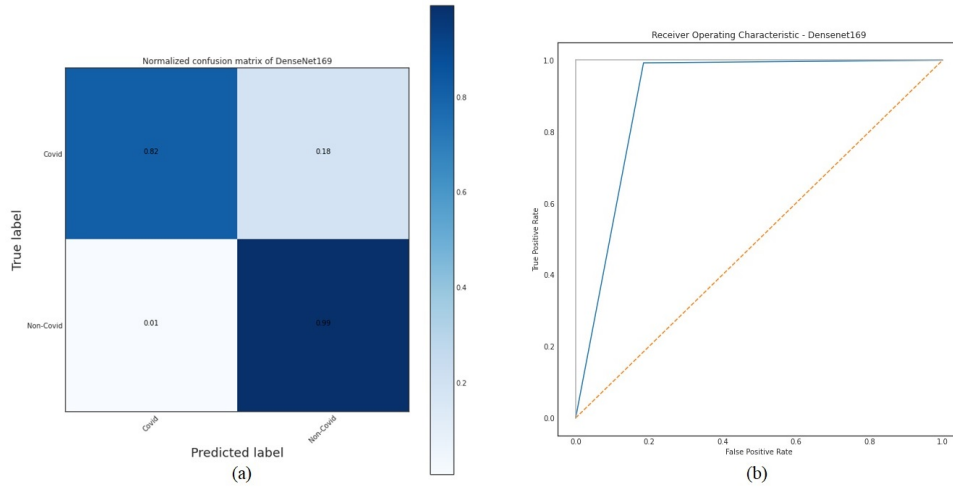 Normalized confusion matrix of DenseNet169
True label
Covid
Non-Covid
0.82
0.18
0.01
0.99
Covid
Non-Covid
Predicted label
0.8
0.6
0.4
0.2
(a)
Receiver Operating Characteristic - Densenet169
True Positive Rate
1.0
0.8
0.6
0.4
0.2
0.0
0.0
0.2
0.4
0.6
0.8
1.0
False Positive Rate
(b)